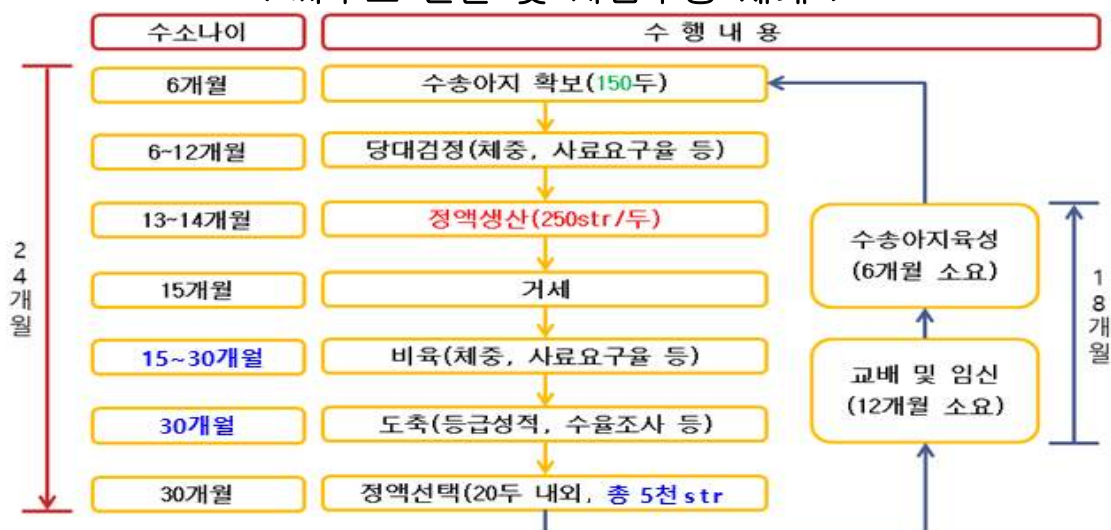 수소나이
수 행 내 용
6개월
수송아지 확보(150두)
6~12개월
당대검정(체중, 사료요구율 등)
13~14개월
정액생산(250str/두)
15개월
거세
15~30개월
비육(체중, 사료요구율 등)
30개월
도축(등급성적, 수율조사 등)
30개월
정액선택(20두 내외, 총 5천str
24개월
수송아지육성
(6개월 소요)
교배 및 임신
(12개월 소요)
18개월